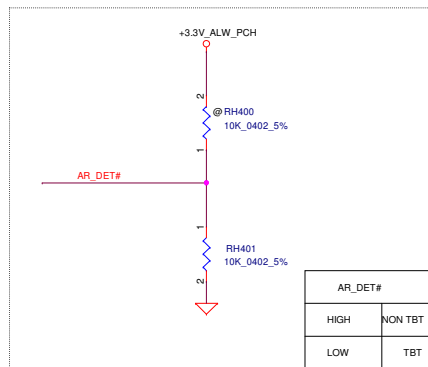 +3.3V_ALW_PCH
2
@ RH400
10K_0402_5%
1
AR_DET#
1
RH401
10K_0402_5%
2
AR_DET#
HIGH NON TBT
LOW TBT